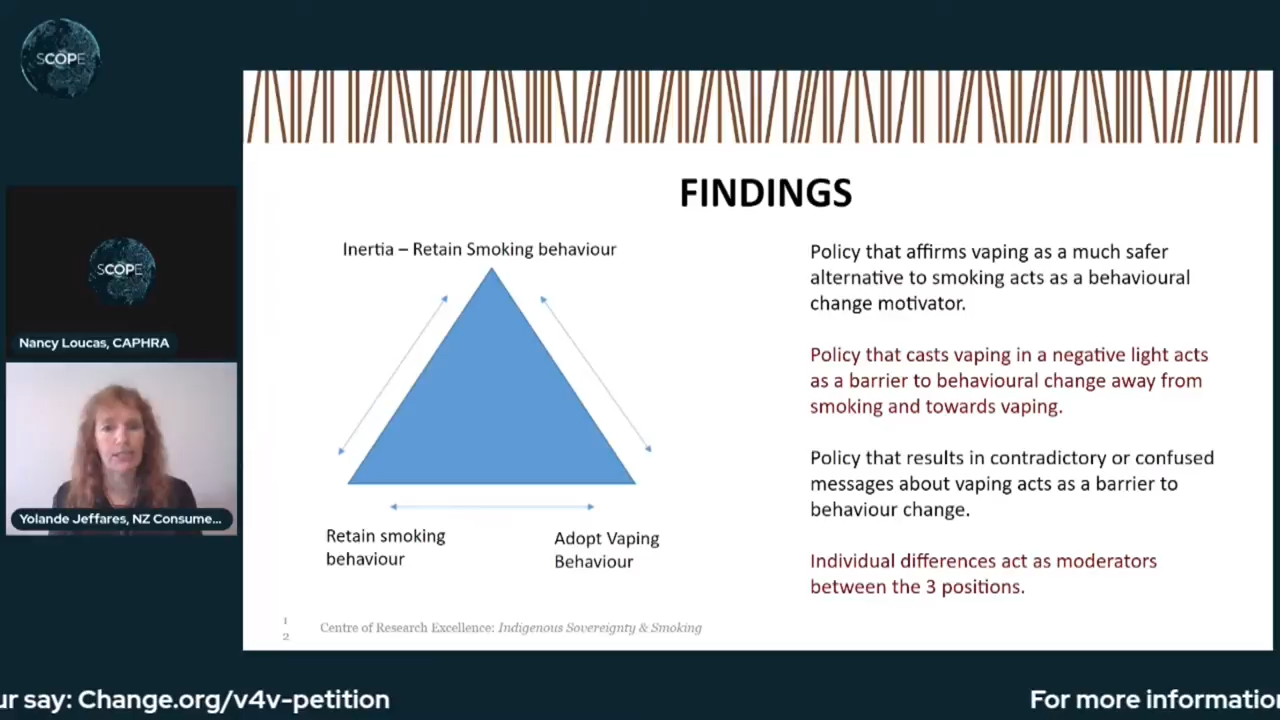 SCOPE
SCOPE
Nancy Loucas, CAPHRA
Yolande Jeffares, NZ Consume...
FINDINGS
Inertia – Retain Smoking behaviour
Retain smoking
behaviour
Adopt Vaping
Behaviour
Policy that affirms vaping as a much safer
alternative to smoking acts as a behavioural
change motivator.
Policy that casts vaping in a negative light acts
as a barrier to behavioural change away from
smoking and towards vaping.
Policy that results in contradictory or confused
messages about vaping acts as a barrier to
behaviour change.
Individual differences act as moderators
between the 3 positions.
1
2
Centre of Research Excellence: Indigenous Sovereignty & Smoking
ur say: Change.org/v4v-petition
For more information